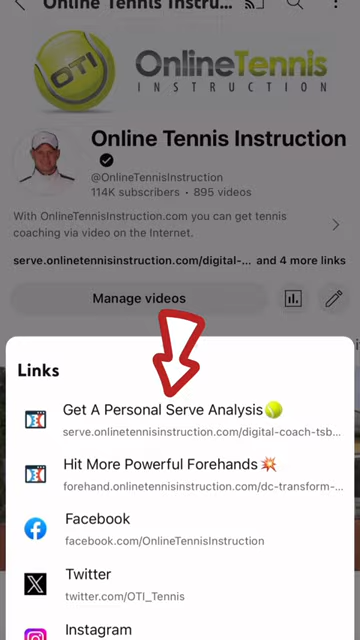 Online Tennis Instru...
OTI
OnlineTennis
INSTRUCTION
Online Tennis Instruction
@OnlineTennisInstruction
114K subscribers • 895 videos
With OnlineTennisInstruction.com you can get tennis
coaching via video on the Internet.
serve.onlinetennisinstruction.com/digital-... and 4 more links
Manage videos
Links
Get A Personal Serve Analysis🎾
serve.onlinetennisinstruction.com/digital-coach-tsb...
Hit More Powerful Forehands💥
forehand.onlinetennisinstruction.com/dc-transform-...
Facebook
facebook.com/OnlineTennisInstruction
Twitter
twitter.com/OTI_Tennis
Instagram